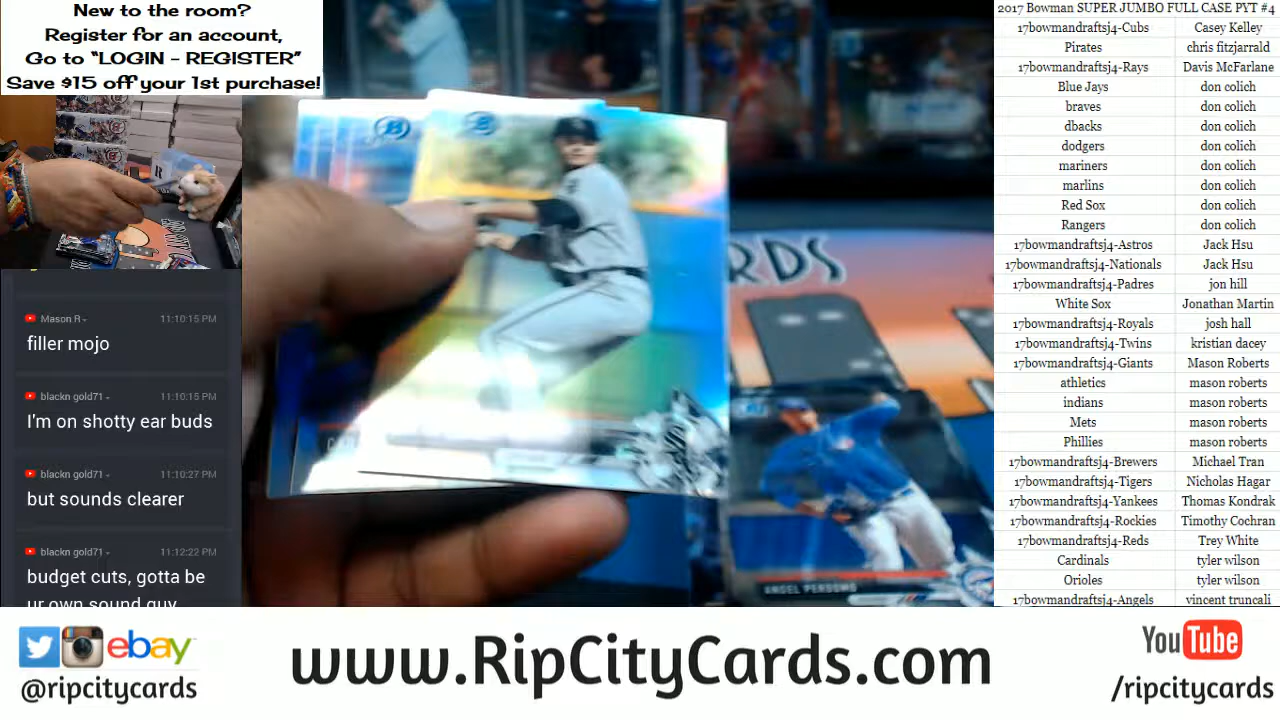 New to the room?
Register for an account,
Go to “LOGIN - REGISTER”
Save $15 off your 1st purchase!
Mason R
11:10:15 PM
filler mojo
blackn gold71
11:10:15 PM
I'm on shotty ear buds
blackn gold71
11:10:27 PM
but sounds clearer
blackn gold71
11:12:22 PM
budget cuts, gotta be
ur own sound guy
RDS
ANGEL PERDOMO
2017 Bowman SUPER JUMBO FULL CASE PYT #4
17bowmandraftsj4-Cubs Casey Kelley
Pirates chris fitzjarrald
17bowmandraftsj4-Rays Davis McFarlane
Blue Jays don colich
braves don colich
dbacks don colich
dodgers don colich
mariners don colich
marlins don colich
Red Sox don colich
Rangers don colich
17bowmandraftsj4-Astros Jack Hsu
17bowmandraftsj4-Nationals Jack Hsu
17bowmandraftsj4-Padres jon hill
White Sox Jonathan Martin
17bowmandraftsj4-Royals josh hall
17bowmandraftsj4-Twins kristian dacey
17bowmandraftsj4-Giants Mason Roberts
athletics mason roberts
indians mason roberts
Mets mason roberts
Phillies mason roberts
17bowmandraftsj4-Brewers Michael Tran
17bowmandraftsj4-Tigers Nicholas Hagar
17bowmandraftsj4-Yankees Thomas Kondrak
17bowmandraftsj4-Rockies Timothy Cochran
17bowmandraftsj4-Reds Trey White
Cardinals tyler wilson
Orioles tyler wilson
17bowmandraftsj4-Angels vincent truncali
ebay
@ripcitycards
www.RipCityCards.com
YouTube
/ripcitycards